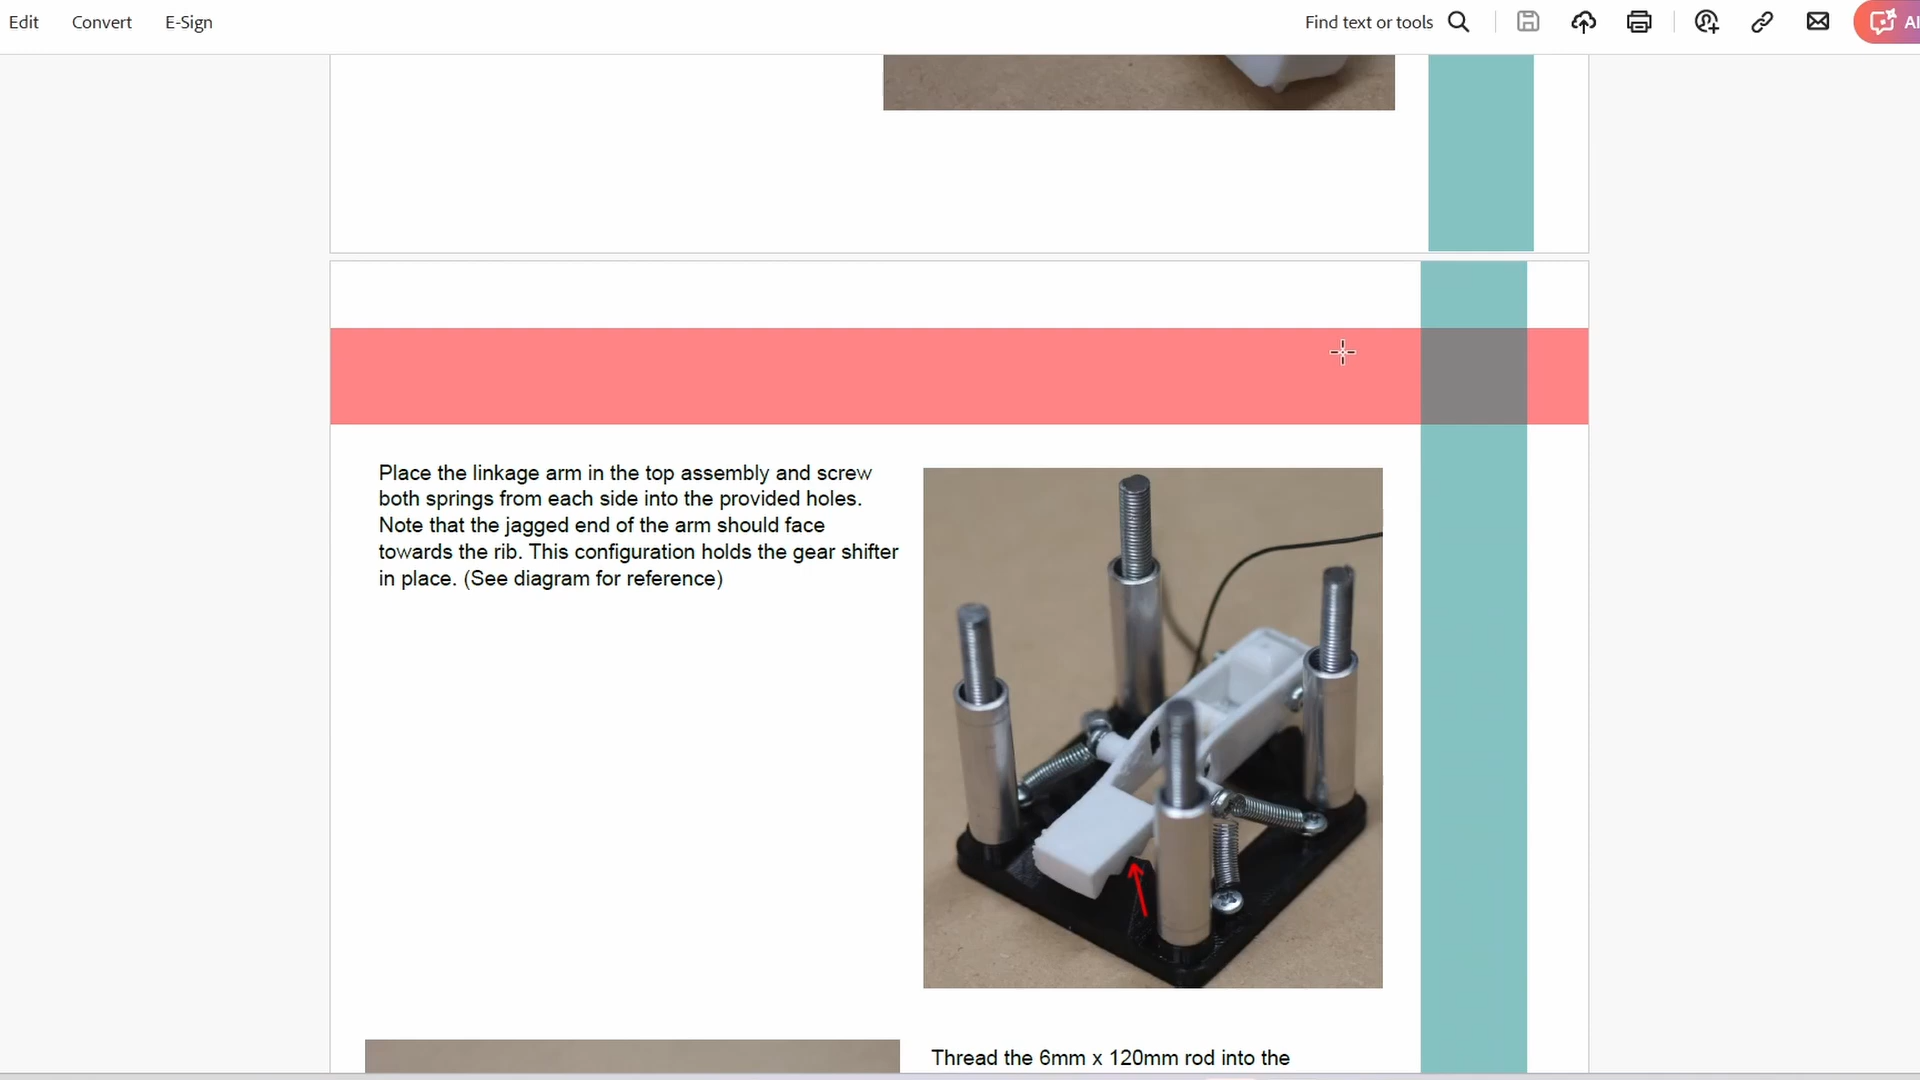 Edit Convert E-Sign Find text or tools AI
Place the linkage arm in the top assembly and screw
both springs from each side into the provided holes.
Note that the jagged end of the arm should face
towards the rib. This configuration holds the gear shifter
in place. (See diagram for reference)
Thread the 6mm x 120mm rod into the